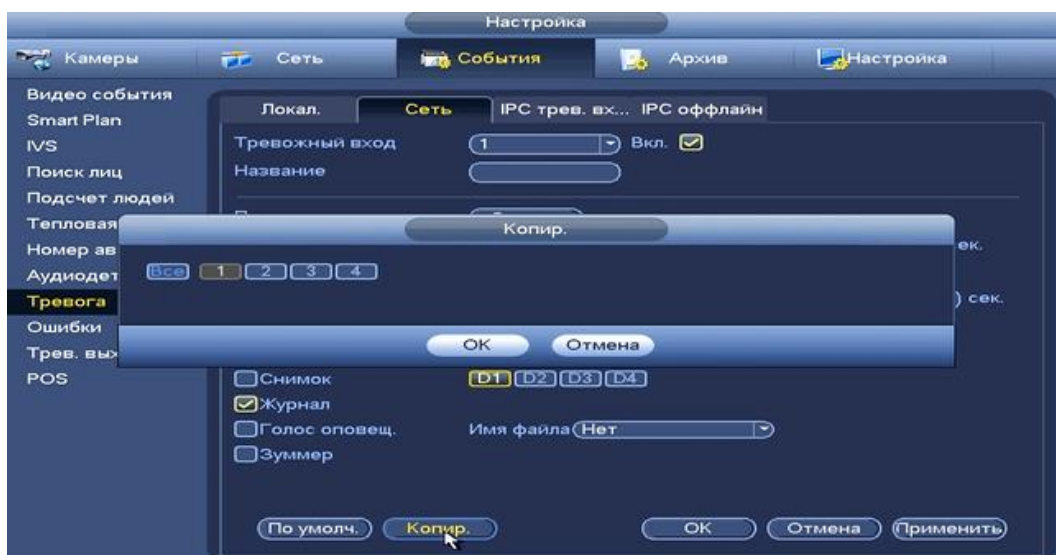 Настройка
Камеры Сеть События Архив Настройка
Видео события
Smart Plan
IVS
Поиск лиц
Подсчет людей
Тепловая
Номер ав
Аудиодет
Тревога
Ошибки
Трев. вых
POS
Локал. Сеть IPC трев. вх... IPC оффлайн
Тревожный вход 1 Вкл.
Название
ек.
) сек.
Копир.
Все 1 2 3 4
OK Отмена
Снимок D1 D2 D3 D4
Журнал
Голос оповещ. Имя файла Нет
Зуммер
По умолч. Копир. OK Отмена Применить